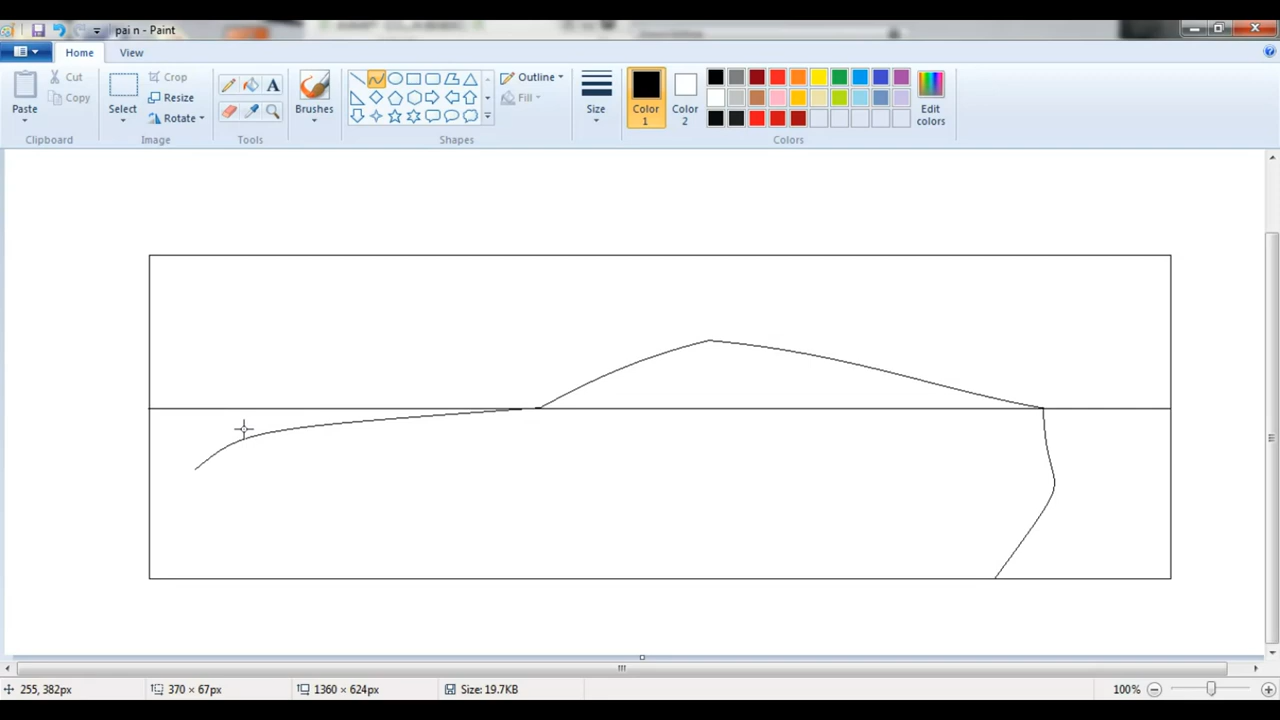 pai n - Paint
Home View
Paste
Cut
Copy
Clipboard
Select
Crop
Resize
Rotate
Image
A
Tools
Brushes
Outline
Fill
Shapes
Size
Color 1
Color 2
Edit colors
Colors
255, 382px 370 × 67px 1360 × 624px Size: 19.7KB 100%